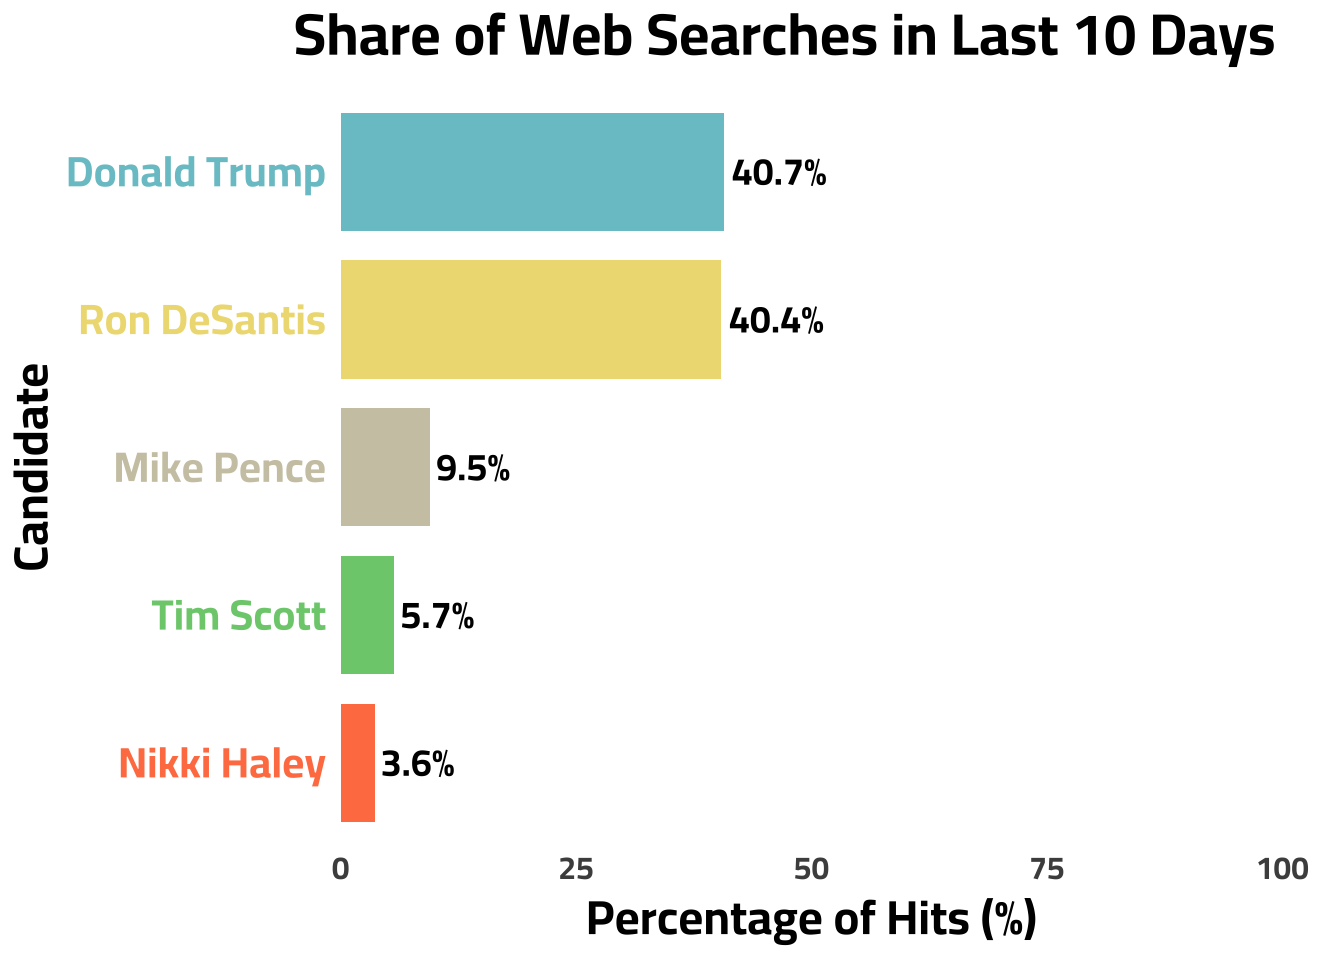 Share of Web Searches in Last 10 Days
Donald Trump 40.7%
Ron DeSantis 40.4%
Mike Pence 9.5%
Tim Scott 5.7%
Nikki Haley 3.6%
Candidate
0 25 50 75 100
Percentage of Hits (%)